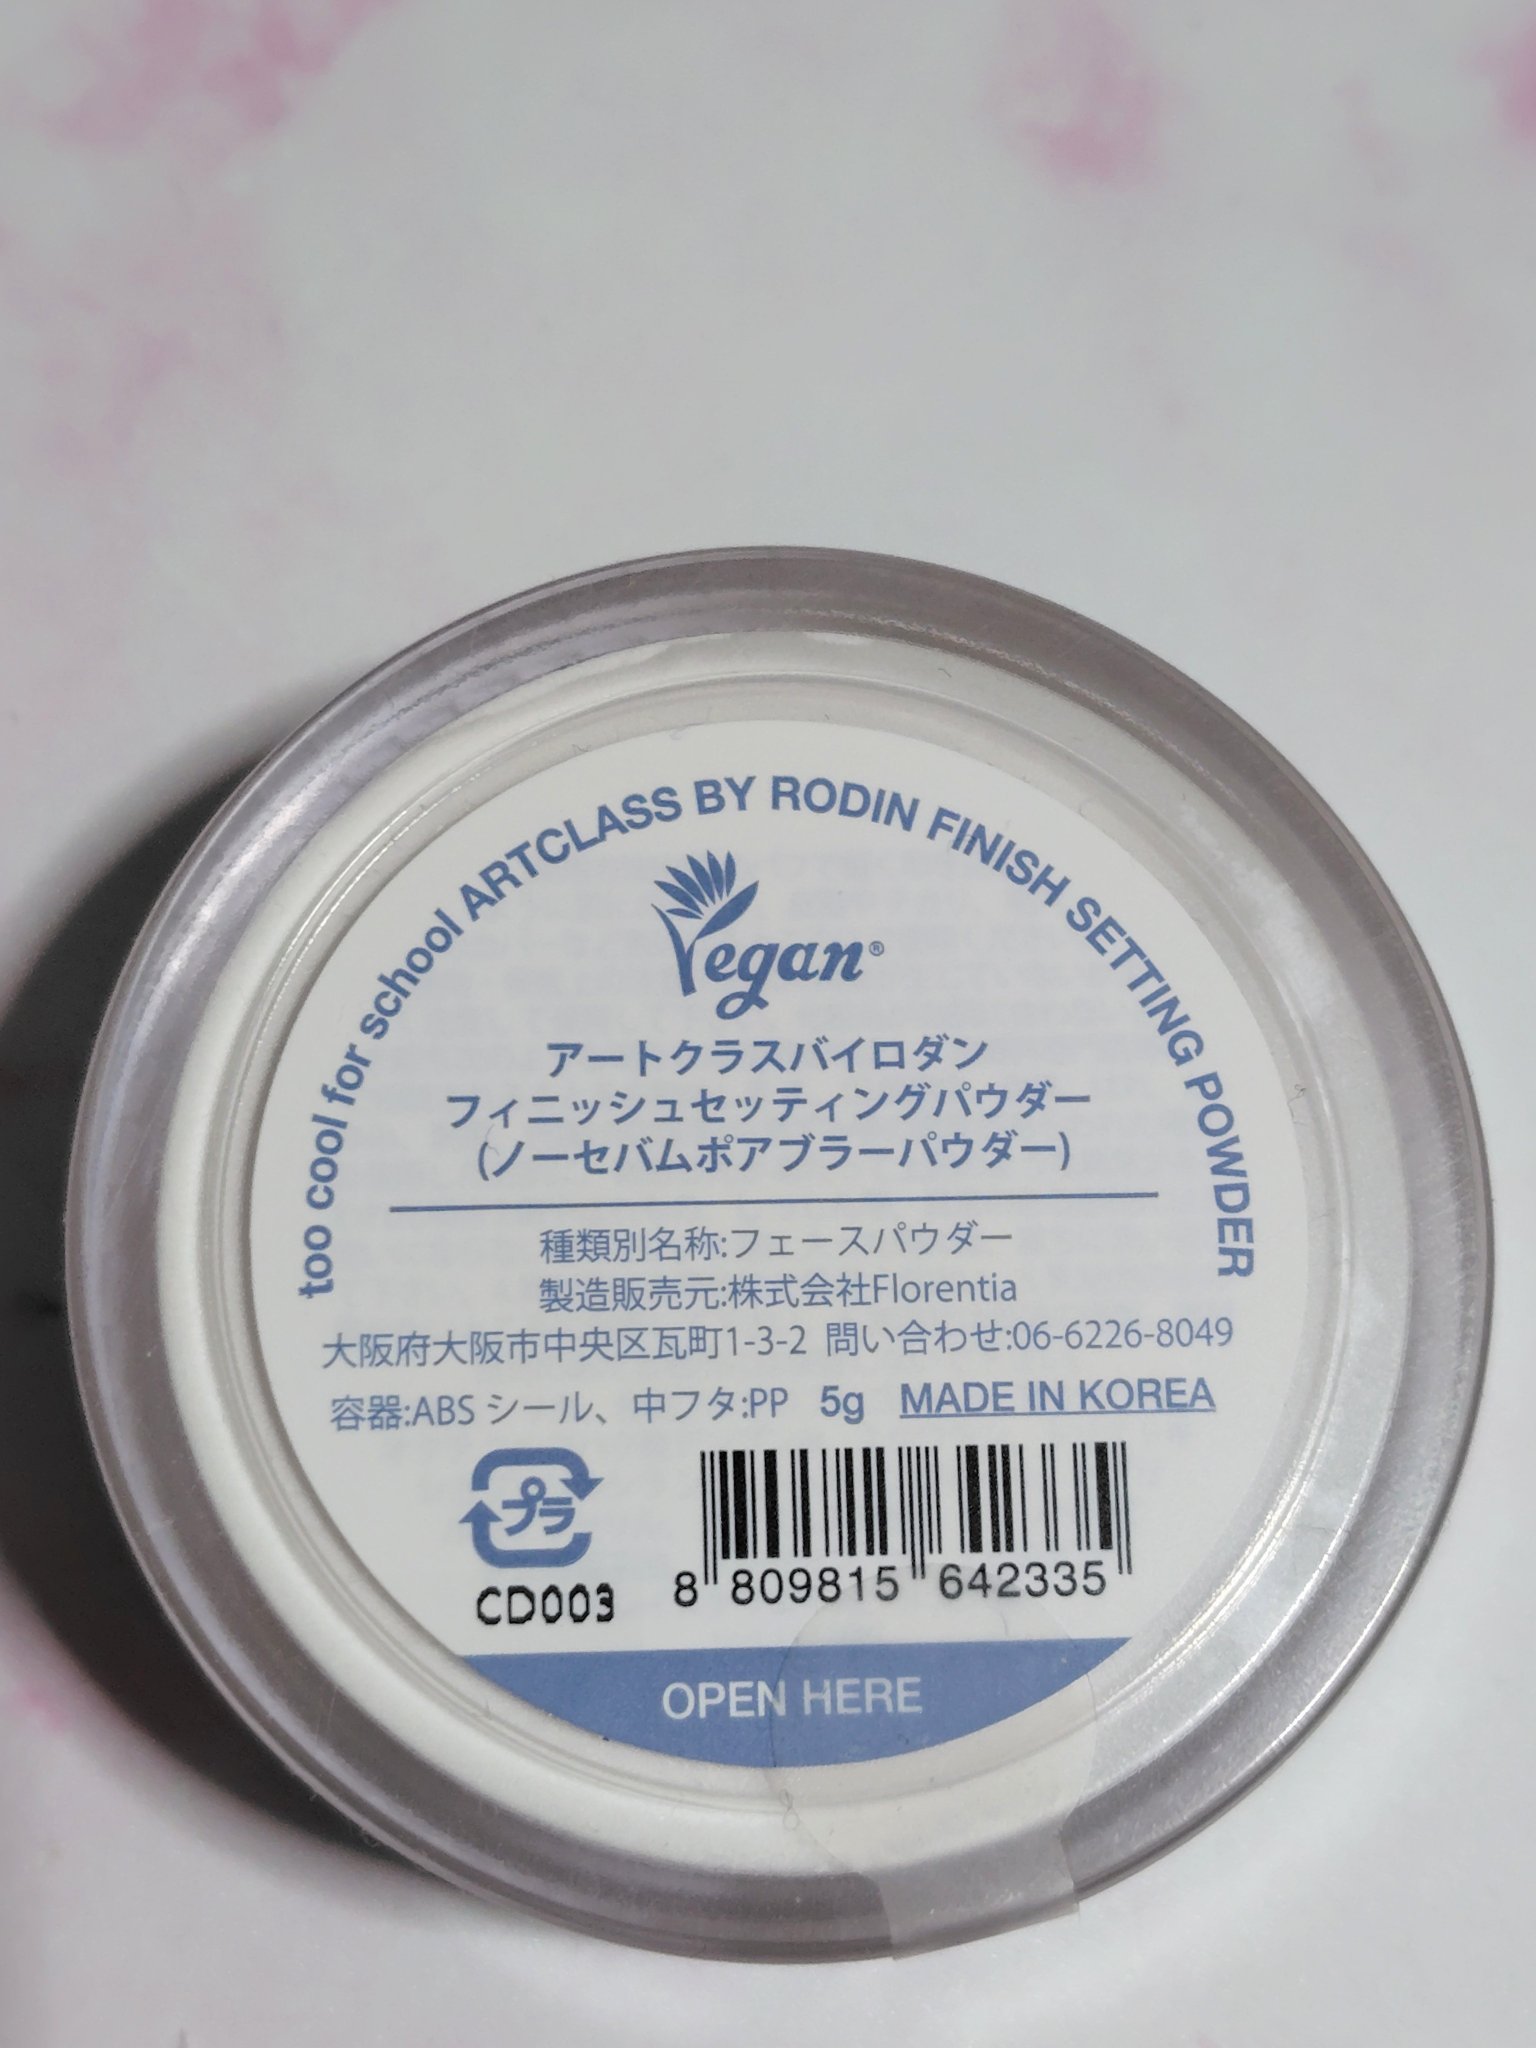 too cool for school ARTCLASS BY RODIN FINISH SETTING POWDER
Vegan®
アートクラスバイロダン
フィニッシュセッティングパウダー
(ノーセバムポアブラーパウダー)
種類別名称:フェースパウダー
製造販売元:株式会社Florentia
大阪府大阪市中央区瓦町1-3-2 問い合わせ:06-6226-8049
容器:ABS シール、中フタ:PP 5g MADE IN KOREA
プラ
CD003
8 809815 642335
OPEN HERE